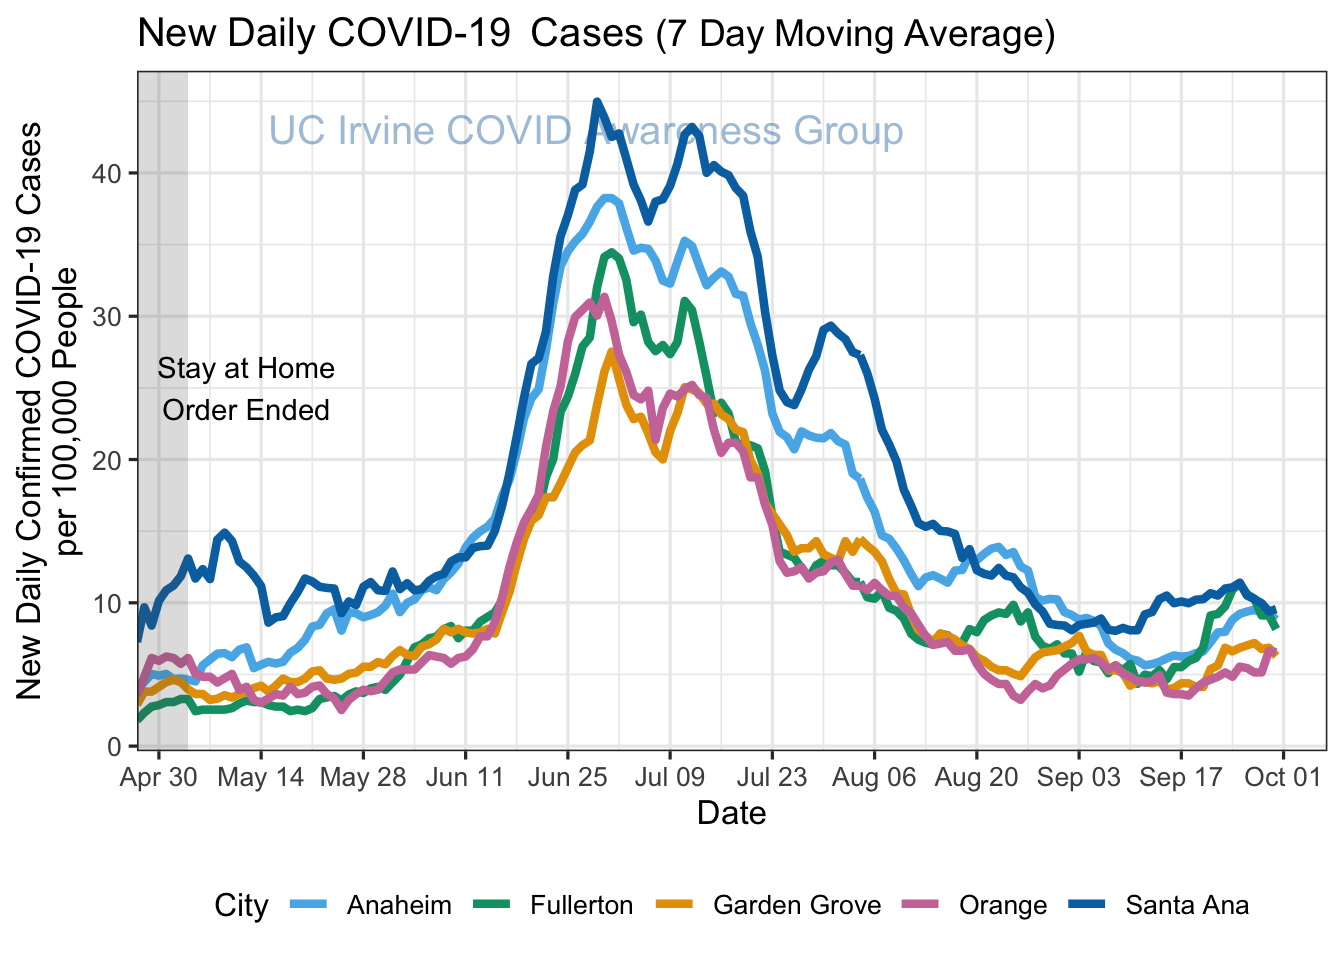 New Daily COVID-19  Cases (7 Day Moving Average)
UC Irvine COVID Awareness Group
New Daily Confirmed COVID-19 Cases
per 100,000 People
40
30
20
10
0
Stay at Home
Order Ended
Apr 30 May 14 May 28 Jun 11 Jun 25 Jul 09 Jul 23 Aug 06 Aug 20 Sep 03 Sep 17 Oct 01
Date
City Anaheim Fullerton Garden Grove Orange Santa Ana